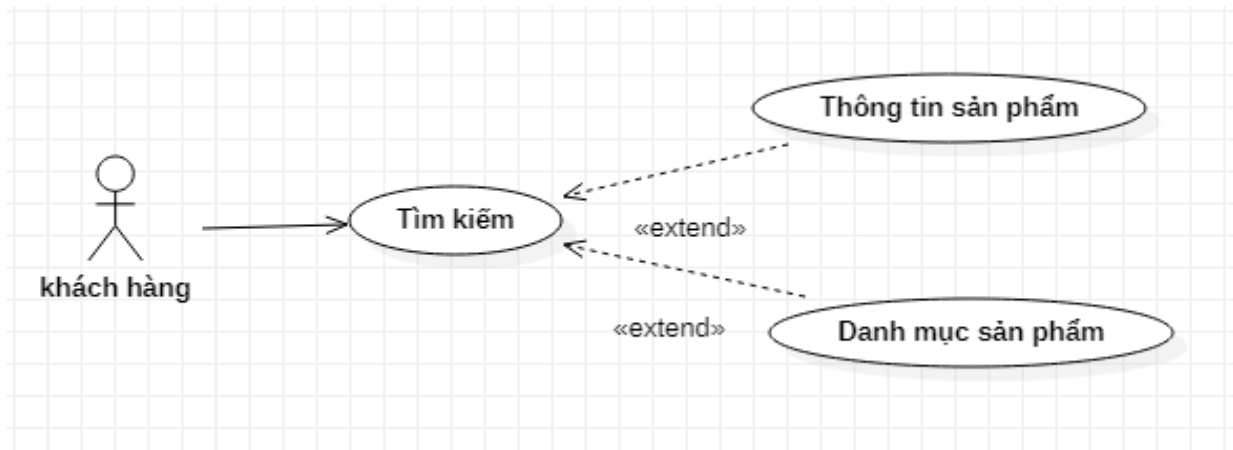 Thông tin sản phẩm
Tìm kiếm
«extend»
khách hàng
«extend»
Danh mục sản phẩm